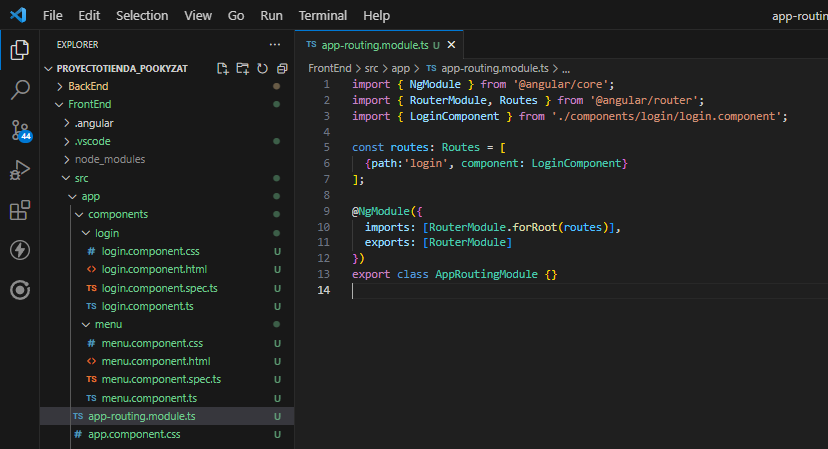 File Edit Selection View Go Run Terminal Help app-routin
EXPLORER ...
PROYECTOTIENDA_POOKYZAT
BackEnd
FrontEnd
.angular
44
.vscode
node_modules
src
app
components
login
# login.component.css U
<> login.component.html U
TS login.component.spec.ts U
TS login.component.ts U
menu
# menu.component.css U
<> menu.component.html U
TS menu.component.spec.ts U
TS menu.component.ts U
TS app-routing.module.ts U
# app.component.css U
TS app-routing.module.ts U ×
FrontEnd > src > app > TS app-routing.module.ts > ...
1 import { NgModule } from '@angular/core';
2 import { RouterModule, Routes } from '@angular/router';
3 import { LoginComponent } from './components/login/login.component';
4
5 const routes: Routes = [
6 {path:'login', component: LoginComponent}
7 ];
8
9 @NgModule({
10 imports: [RouterModule.forRoot(routes)],
11 exports: [RouterModule]
12 })
13 export class AppRoutingModule {}
14